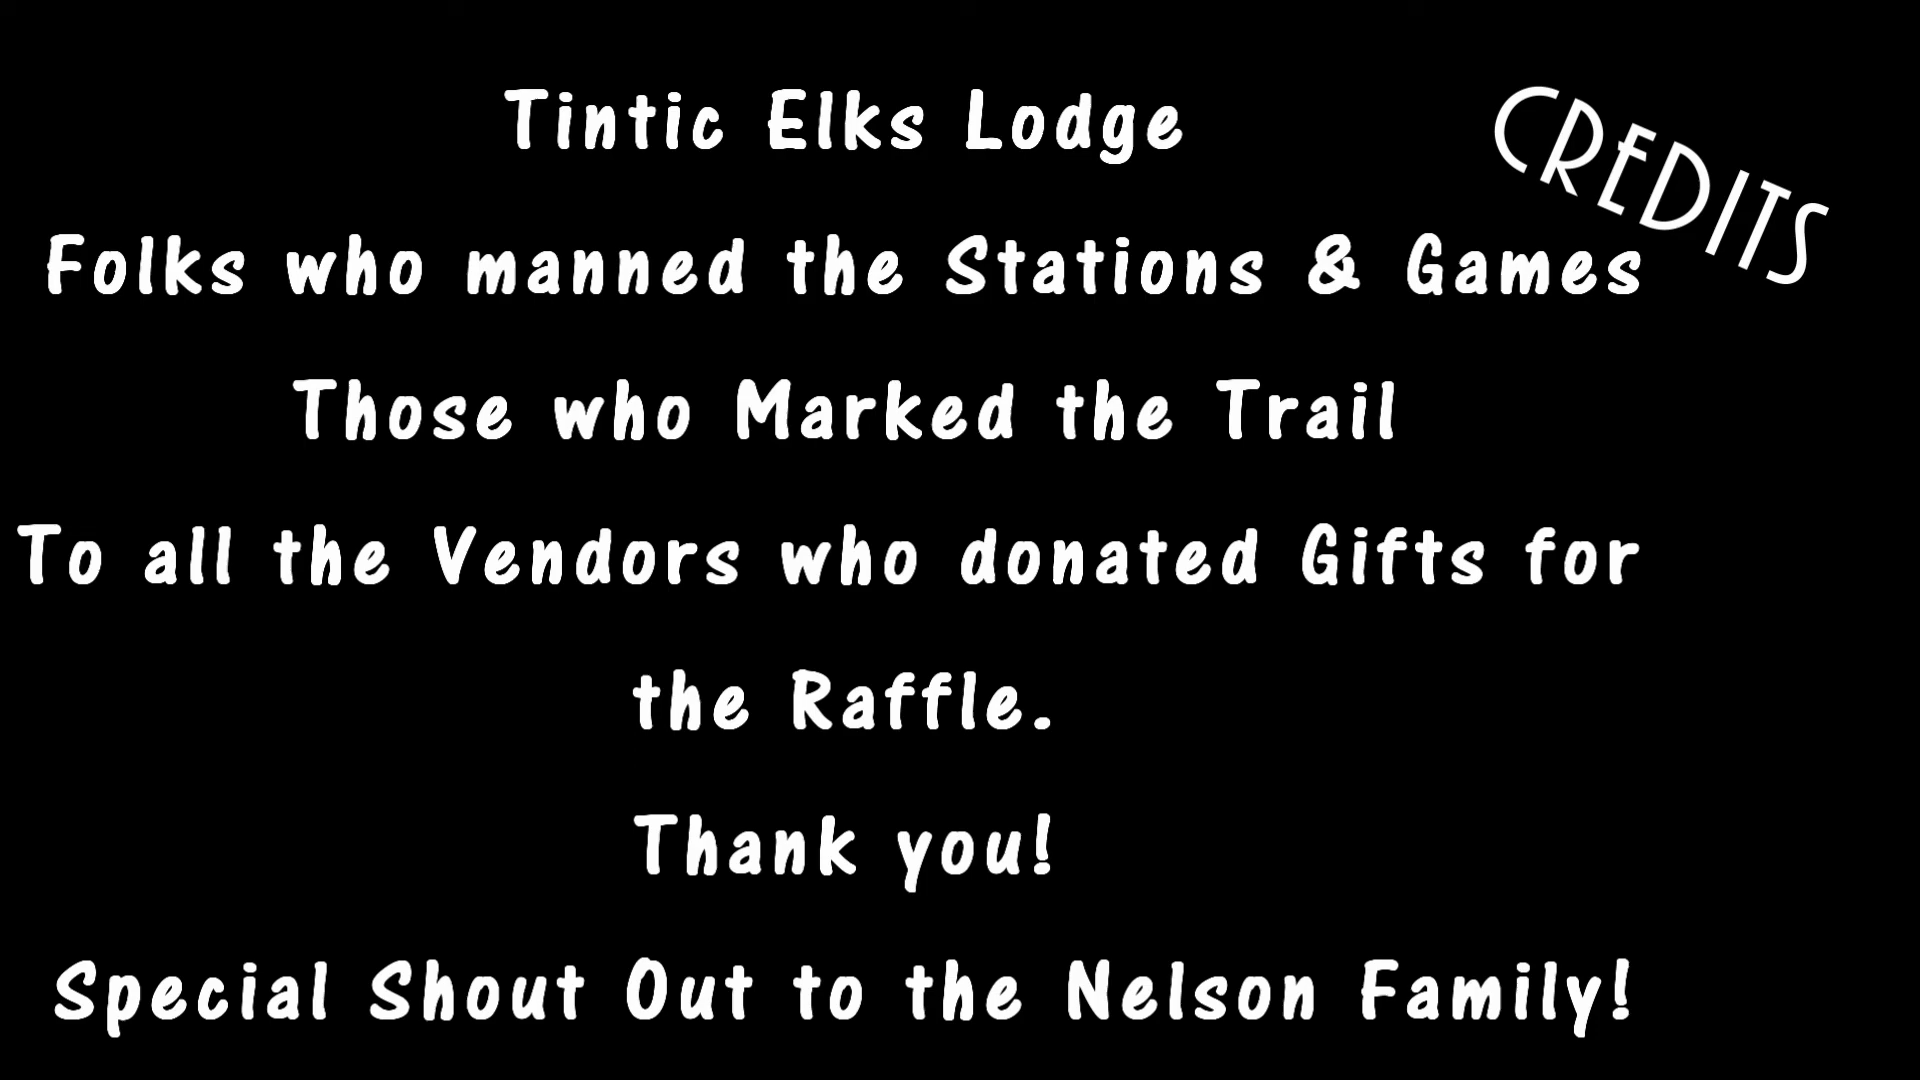 CREDITS
Tintic Elks Lodge
Folks who manned the Stations & Games
Those who Marked the Trail
To all the Vendors who donated Gifts for
the Raffle.
Thank you!
Special Shout Out to the Nelson Family!